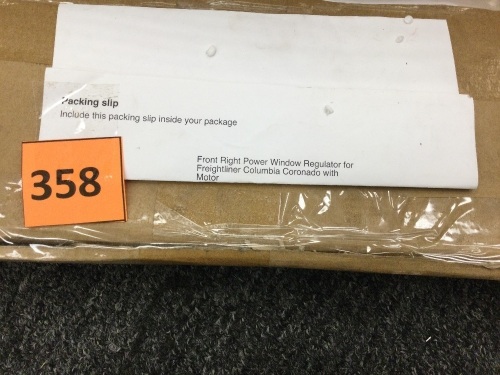 Packing slip
Include this packing slip inside your package
Front Right Power Window Regulator for
Freightliner Columbia Coronado with
Motor
358